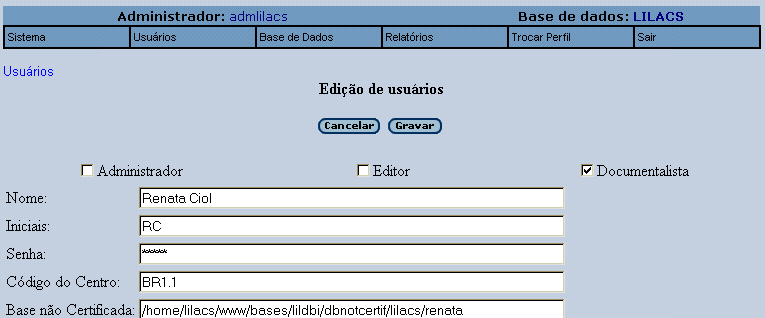 Administrador: admlilacs Base de dados: LILACS
Sistema Usuários Base de Dados Relatórios Trocar Perfil Sair
Usuários
Edição de usuários
Cancelar Gravar
Administrador Editor Documentalista
Nome: Renata Ciol
Iniciais: RC
Senha: *****
Código do Centro: BR1.1
Base não Certificada: /home/lilacs/www/bases/lildbi/dbnotcertif/lilacs/renata